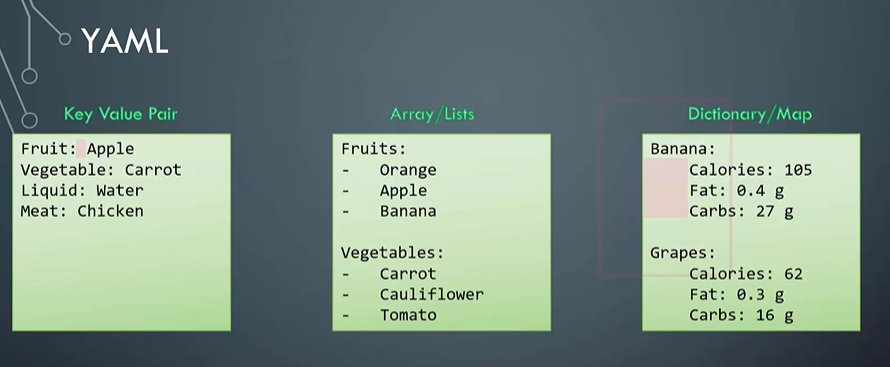 YAML
Key Value Pair
Fruit: Apple
Vegetable: Carrot
Liquid: Water
Meat: Chicken
Array/Lists
Fruits:
-   Orange
-   Apple
-   Banana
Vegetables:
-   Carrot
-   Cauliflower
-   Tomato
Dictionary/Map
Banana:
    Calories: 105
    Fat: 0.4 g
    Carbs: 27 g
Grapes:
    Calories: 62
    Fat: 0.3 g
    Carbs: 16 g